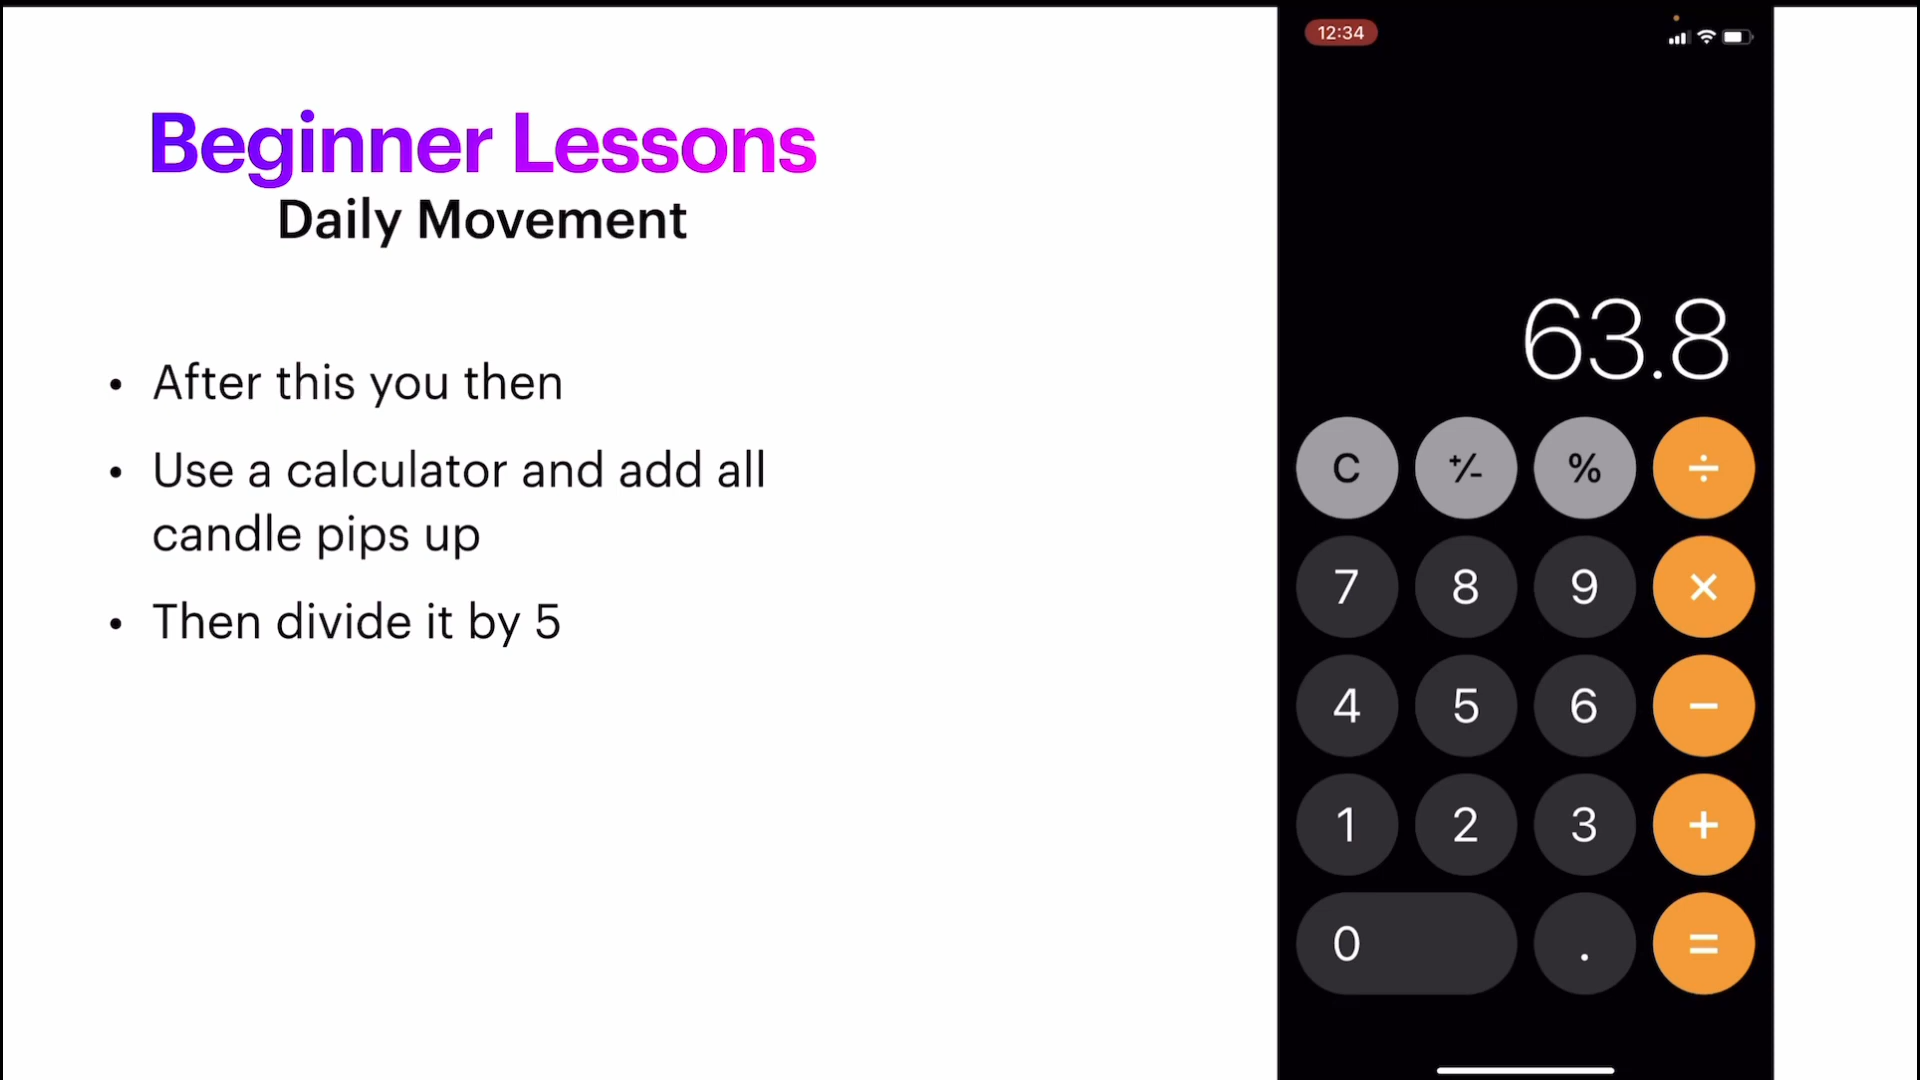 Beginner Lessons
Daily Movement
• After this you then
• Use a calculator and add all
candle pips up
• Then divide it by 5
12:34
63.8
C +/- % ÷
7 8 9 ×
4 5 6 −
1 2 3 +
0 . =